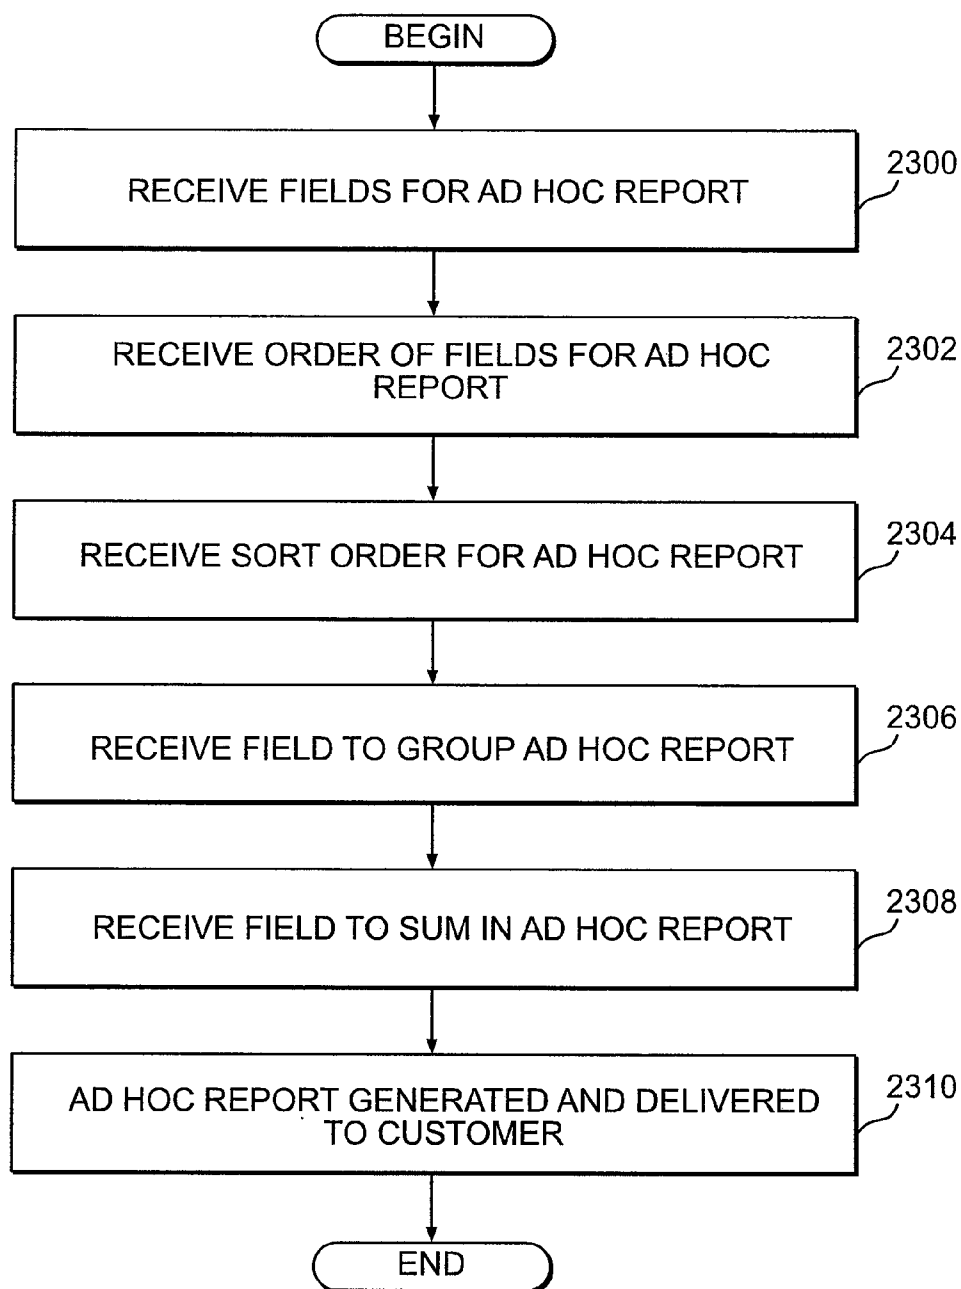 BEGIN
RECEIVE FIELDS FOR AD HOC REPORT
2300
RECEIVE ORDER OF FIELDS FOR AD HOC
REPORT
2302
RECEIVE SORT ORDER FOR AD HOC REPORT
2304
RECEIVE FIELD TO GROUP AD HOC REPORT
2306
RECEIVE FIELD TO SUM IN AD HOC REPORT
2308
AD HOC REPORT GENERATED AND DELIVERED
TO CUSTOMER
2310
END